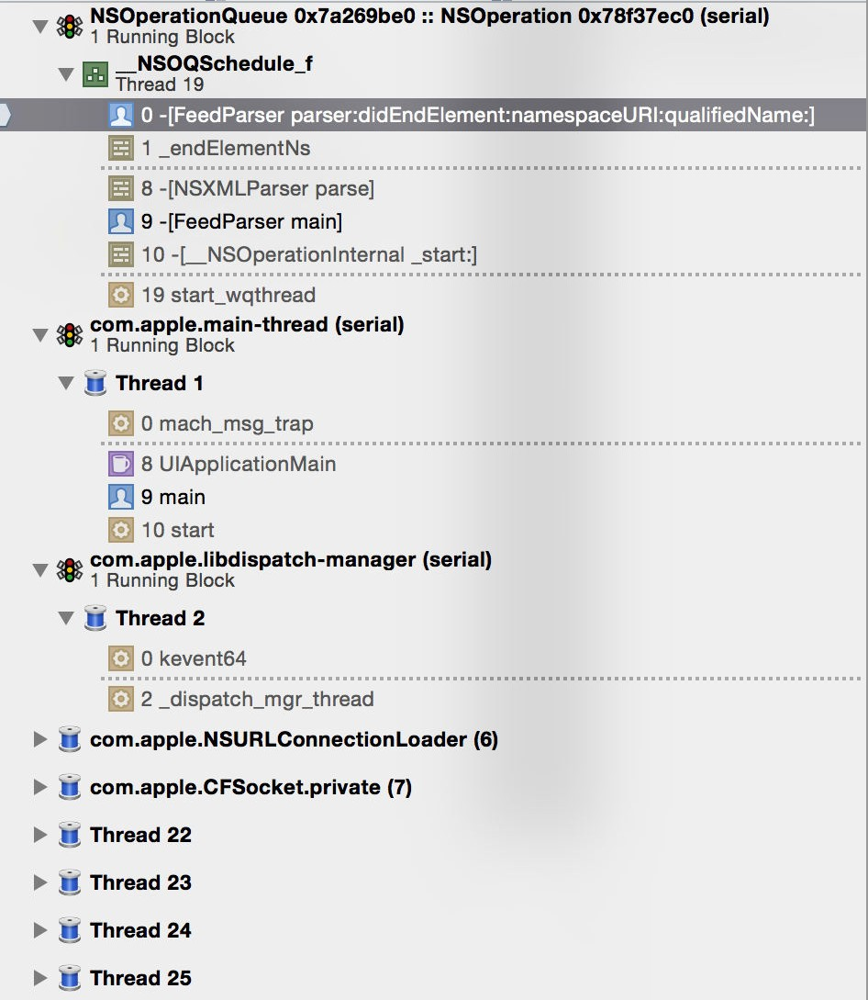 NSOperationQueue 0x7a269be0 :: NSOperation 0x78f37ec0 (serial)
1 Running Block
__NSOQSchedule_f
Thread 19
0 -[FeedParser parser:didEndElement:namespaceURI:qualifiedName:]
1 _endElementNs
8 -[NSXMLParser parse]
9 -[FeedParser main]
10 -[__NSOperationInternal _start:]
19 start_wqthread
com.apple.main-thread (serial)
1 Running Block
Thread 1
0 mach_msg_trap
8 UIApplicationMain
9 main
10 start
com.apple.libdispatch-manager (serial)
1 Running Block
Thread 2
0 kevent64
2 _dispatch_mgr_thread
com.apple.NSURLConnectionLoader (6)
com.apple.CFSocket.private (7)
Thread 22
Thread 23
Thread 24
Thread 25